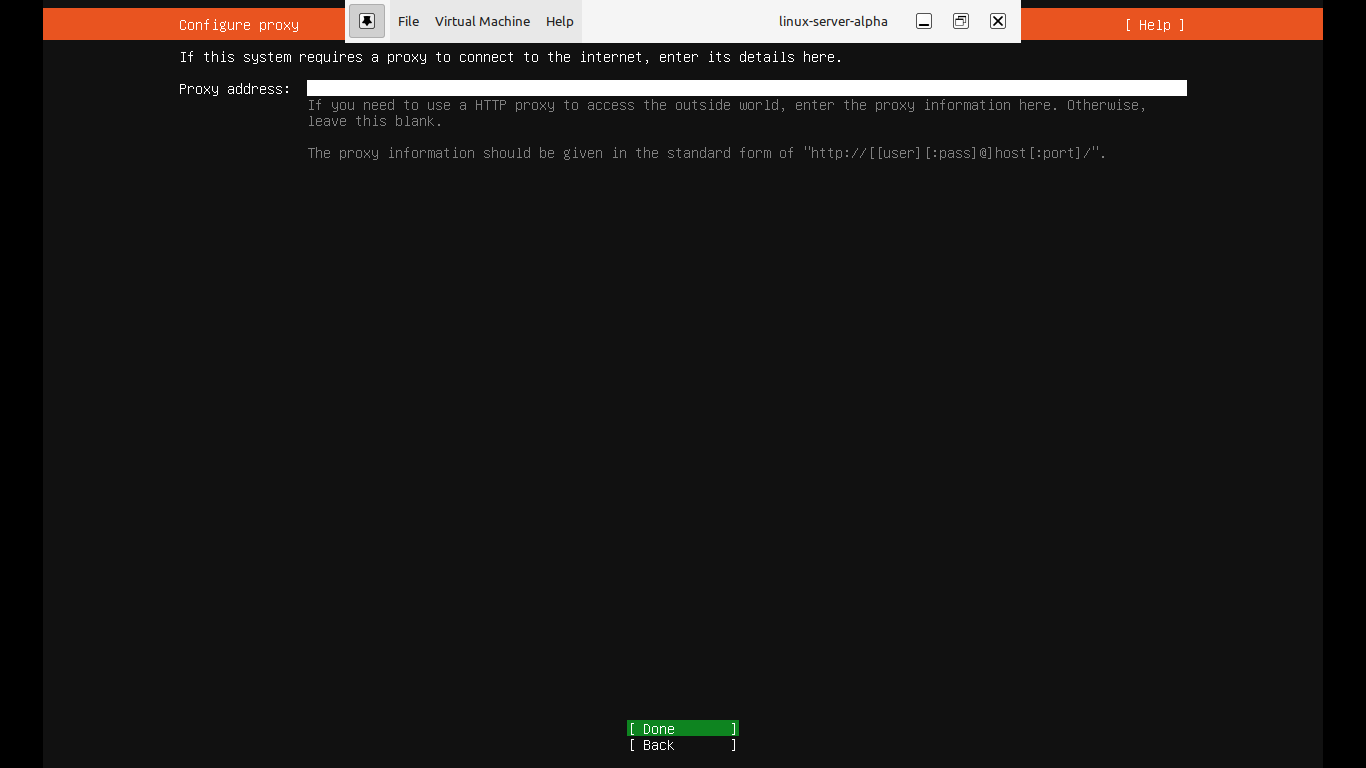 File Virtual Machine Help linux-server-alpha
Configure proxy [ Help ]
If this system requires a proxy to connect to the internet, enter its details here.
Proxy address:
If you need to use a HTTP proxy to access the outside world, enter the proxy information here. Otherwise,
leave this blank.
The proxy information should be given in the standard form of "http://[[user][:pass]@]host[:port]/".
[ Done ]
[ Back ]